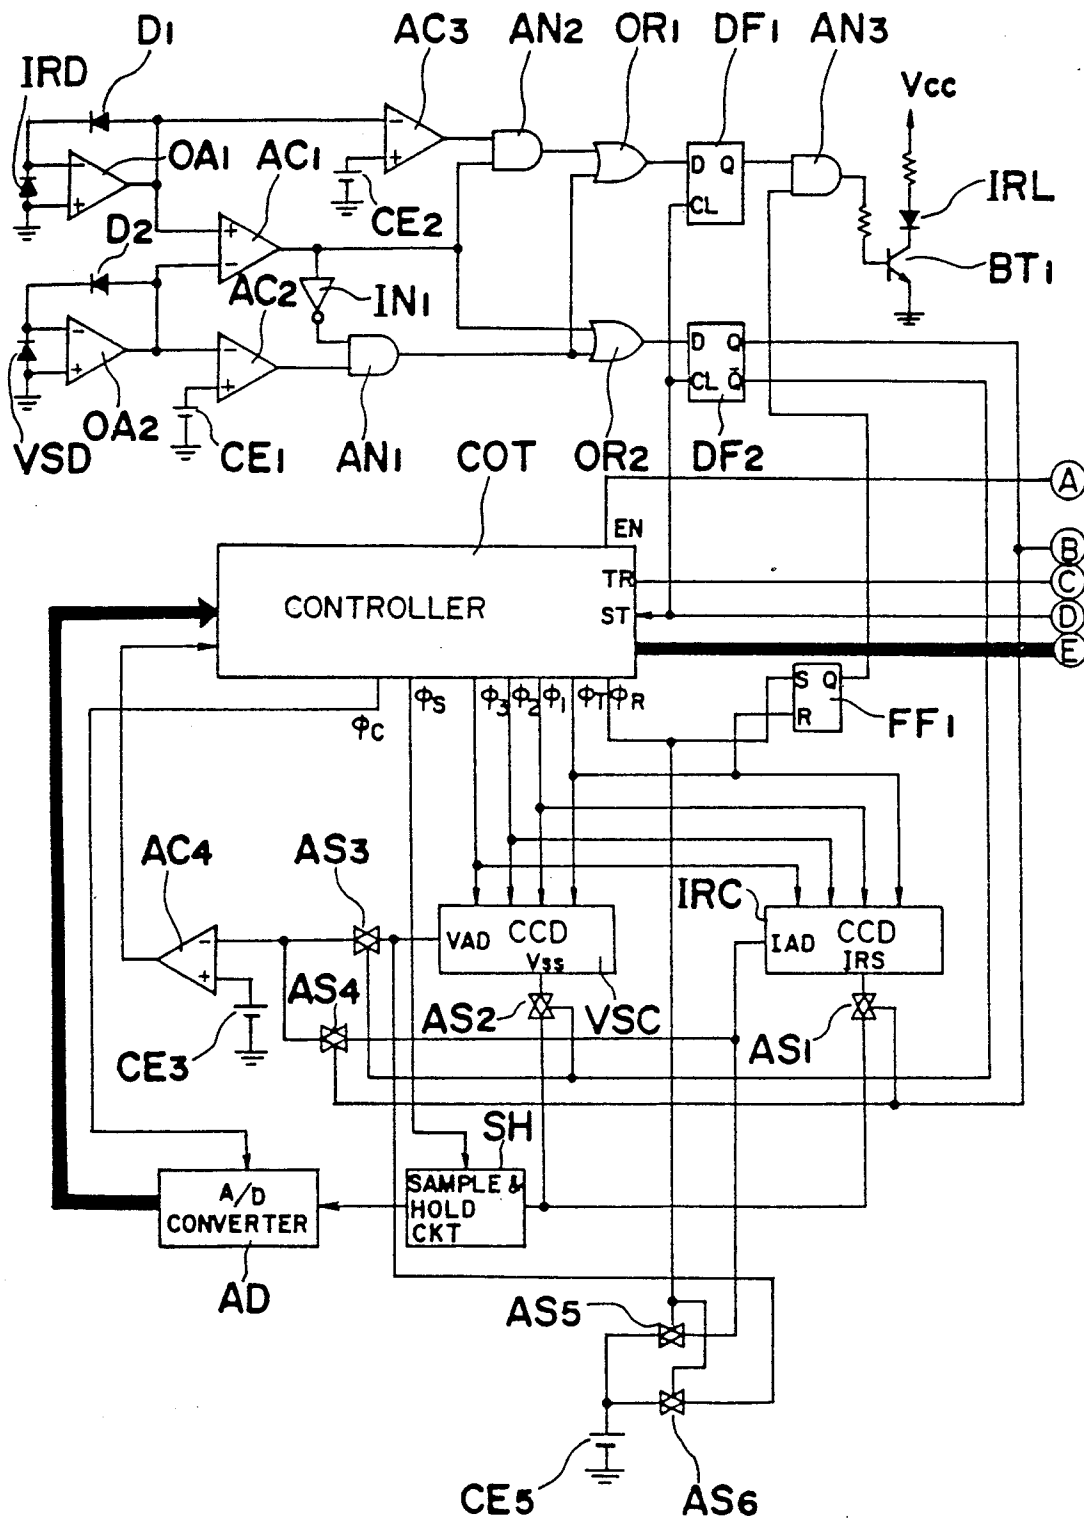 D1 AC3 AN2 OR1 DF1 AN3
IRD Vcc
OA1 AC1
- + - + D Q
CL
IRL
D2 CE2
+ -
BT1
AC2 IN1
- + - + D Q
CL Q̄
VSD OA2 CE1 AN1 COT OR2 DF2
A
EN
B
TR C
CONTROLLER
ST D
E
ϕC ϕS ϕ3 ϕ2 ϕ1 ϕT ϕR
S Q
R
FF1
AC4 AS3
IRC
- +
VAD CCD
Vss
IAD CCD
IRS
AS4 AS2 VSC AS1
CE3
SH
A/D
CONVERTER
SAMPLE &
HOLD
CKT
AD
AS5
CE5 AS6